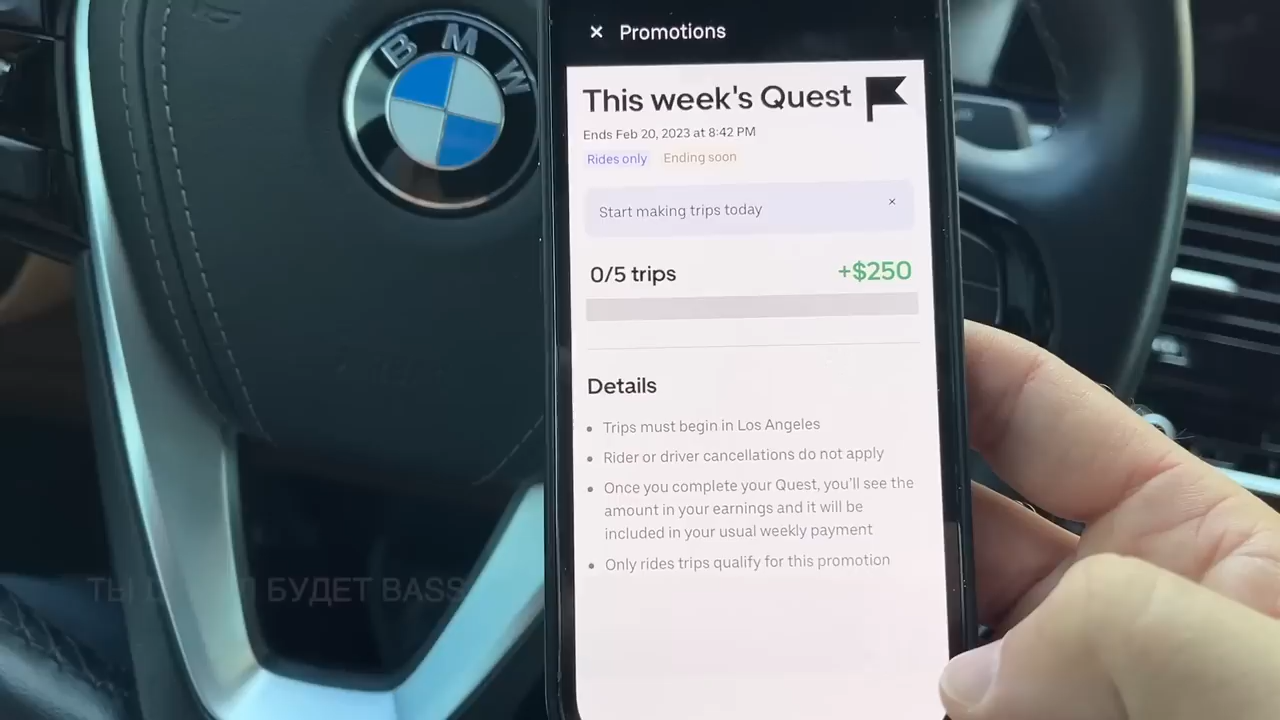 BMW
× Promotions
This week's Quest
Ends Feb 20, 2023 at 8:42 PM
Rides only Ending soon
Start making trips today ×
0/5 trips +$250
Details
• Trips must begin in Los Angeles
• Rider or driver cancellations do not apply
• Once you complete your Quest, you'll see the
amount in your earnings and it will be
included in your usual weekly payment
• Only rides trips qualify for this promotion
ТЫ БУДЕТ BASS